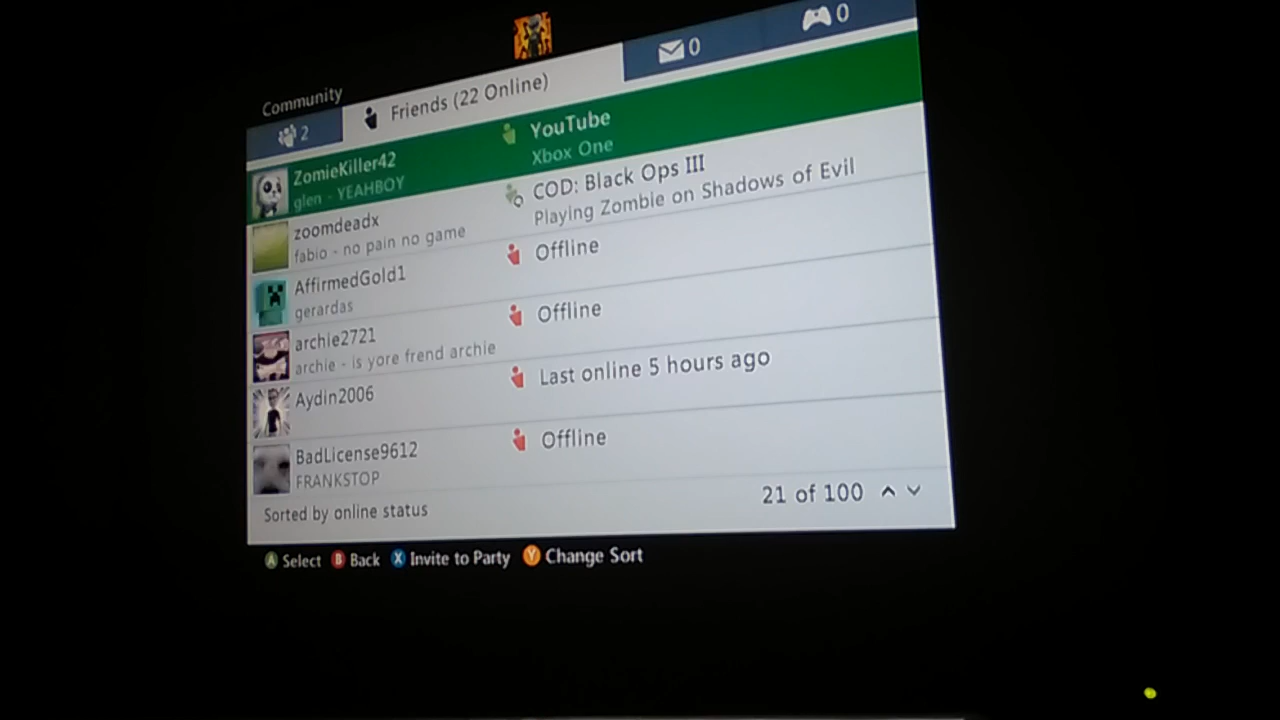 Community
2
Friends (22 Online)
0
0
ZomieKiller42
glen - YEAHBOY
YouTube
Xbox One
zoomdeadx
fabio - no pain no game
COD: Black Ops III
Playing Zombie on Shadows of Evil
AffirmedGold1
gerardas
Offline
archie2721
archie - is yore frend archie
Offline
Aydin2006
Last online 5 hours ago
BadLicense9612
FRANKSTOP
Offline
Sorted by online status
21 of 100
A Select B Back X Invite to Party Y Change Sort